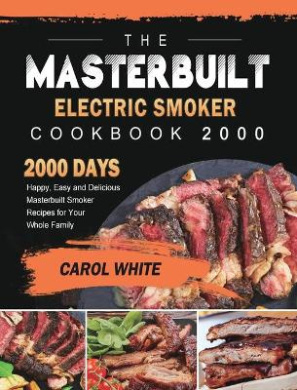 THE
MASTERBUILT
ELECTRIC SMOKER
COOKBOOK 2000
2000 DAYS
Happy, Easy and Delicious
Masterbuilt Smoker
Recipes for Your
Whole Family
CAROL WHITE